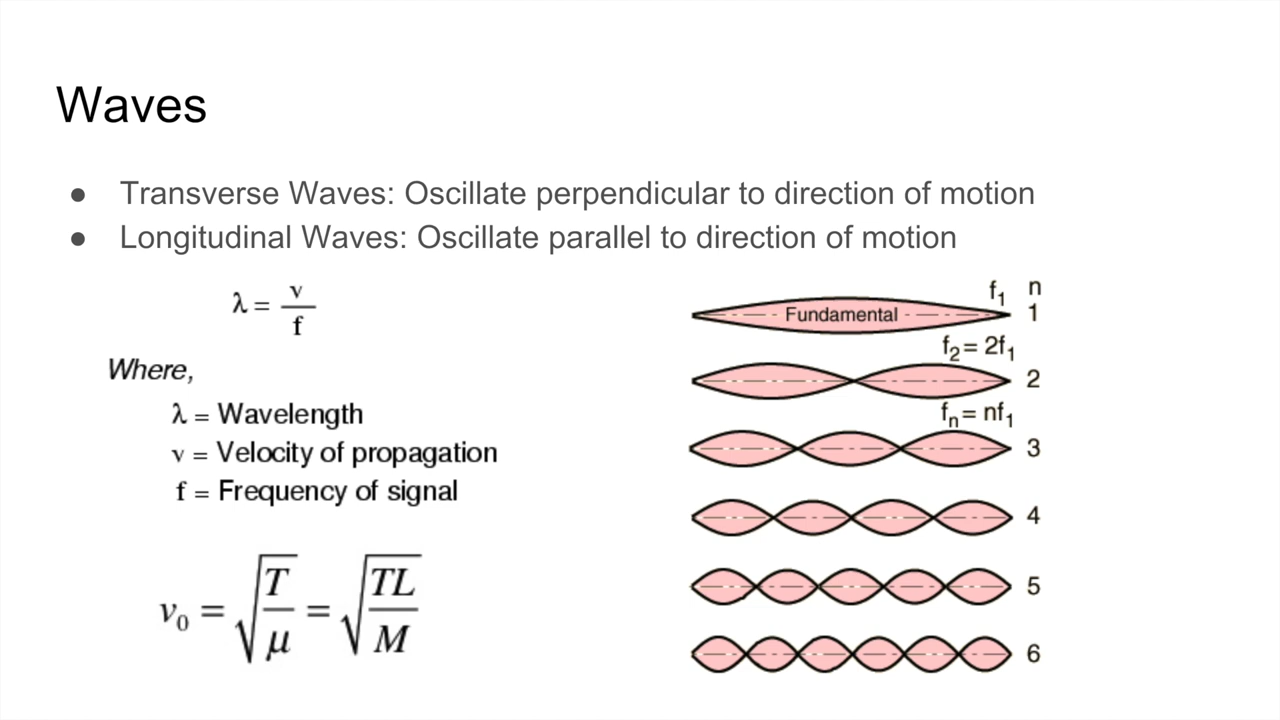 Waves
● Transverse Waves: Oscillate perpendicular to direction of motion
● Longitudinal Waves: Oscillate parallel to direction of motion
λ = v / f
Where,
λ = Wavelength
v = Velocity of propagation
f = Frequency of signal
v₀ = √(T/μ) = √(TL/M)
f₁ n
Fundamental 1
f₂ = 2f₁
2
fₙ = nf₁
3
4
5
6